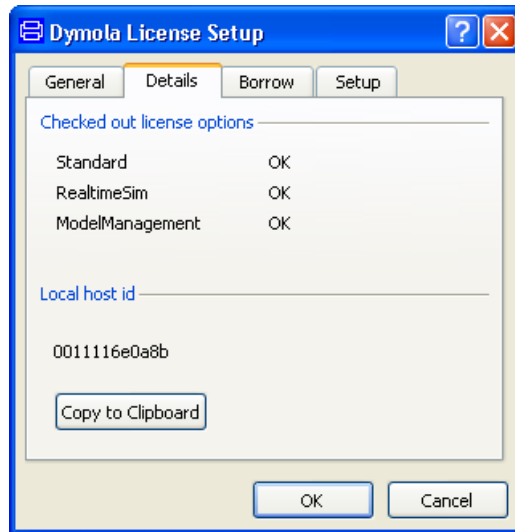 Dymola License Setup
General Details Borrow Setup
Checked out license options
Standard OK
RealtimeSim OK
ModelManagement OK
Local host id
0011116e0a8b
Copy to Clipboard
OK Cancel